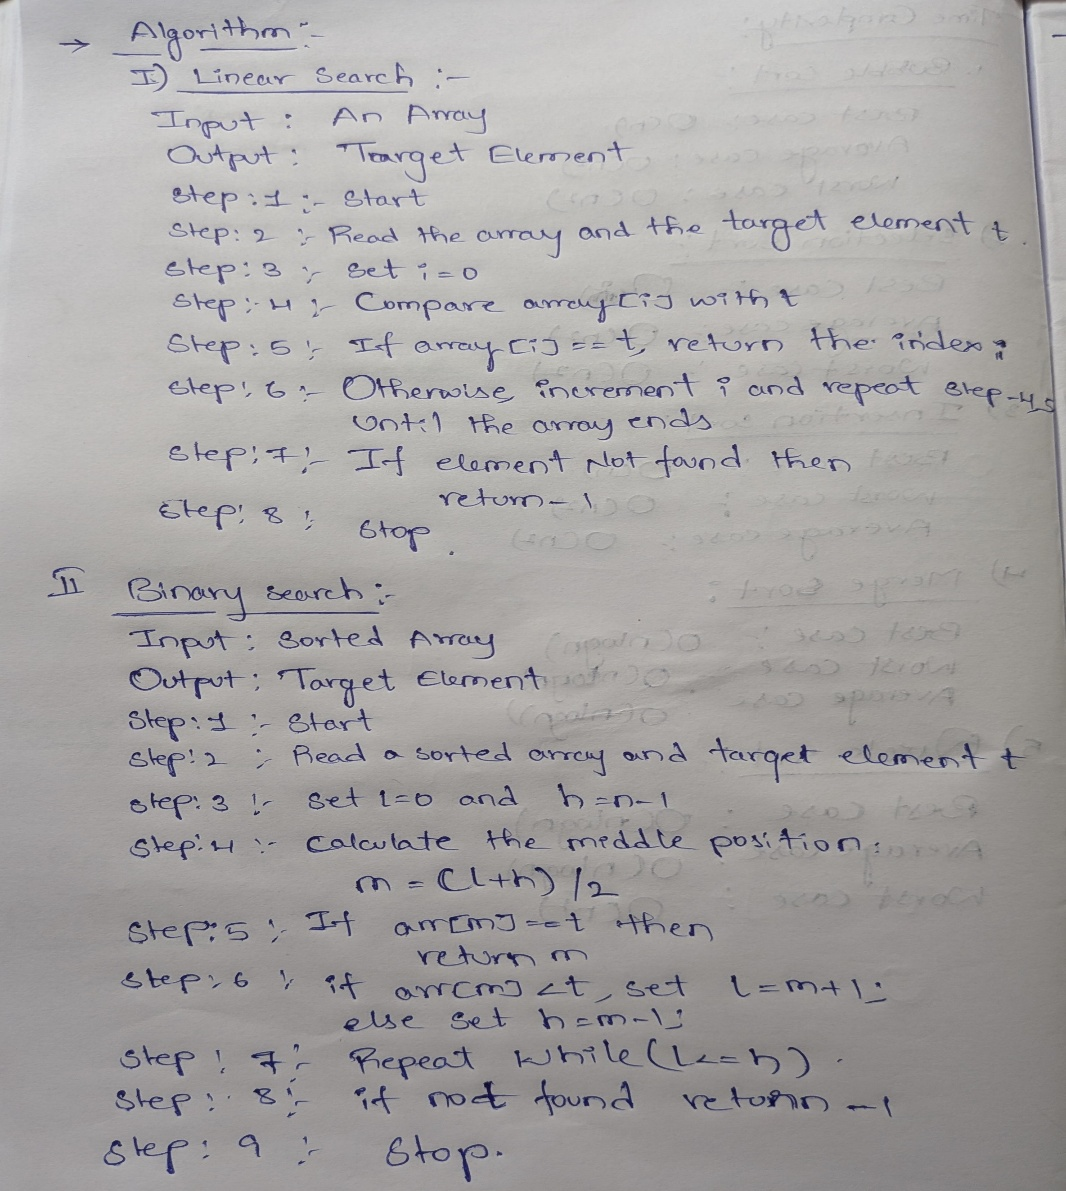 → Algorithm :-
I) Linear Search :-
Input : An Array
Output : Target Element
Step : 1 :- Start
Step : 2 :- Read the array and the target element t.
Step : 3 :- Set i = 0
Step :- 4 :- Compare array [i] with t
Step : 5 :- If array [i] == t, return the index i
Step : 6 :- Otherwise increment i and repeat step -4,5
until the array ends
Step : 7 :- If element Not found then
return -1
Step : 8 : Stop.
II Binary search :-
Input : Sorted Array
Output : Target Element
Step : 1 :- Start
Step : 2 :- Read a sorted array and target element t
Step : 3 :- Set l=0 and h=n-1
Step : 4 :- Calculate the meddle position :
m = (l+h) /2
Step : 5 :- If arr[m] == t then
return m
Step : 6 :- if arr[m] < t, set l = m+1;
else set h = m-1;
Step : 7 :- Repeat while (l <= h).
Step : 8 :- if not found return -1
Step : 9 :- Stop.